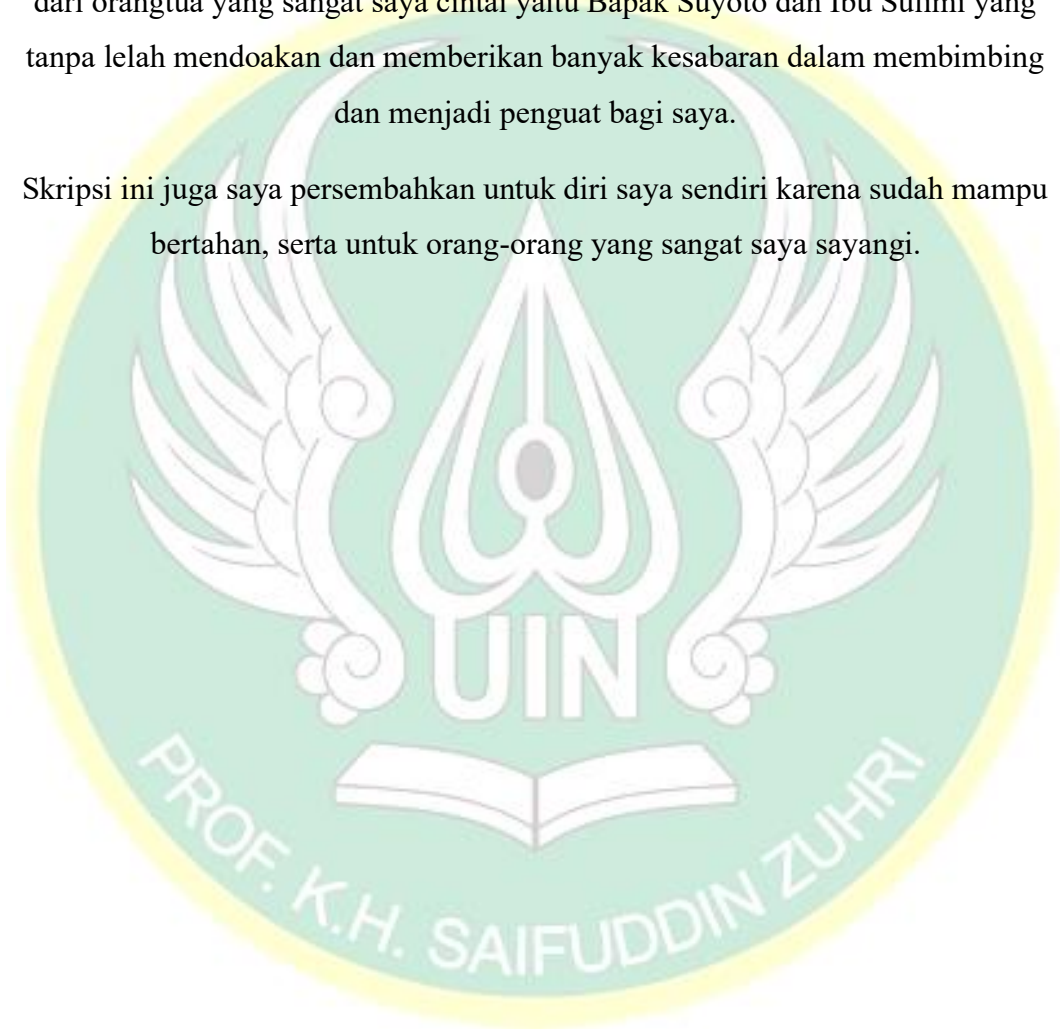 dari orangtua yang sangat saya cintai yaitu Bapak Suyoto dan Ibu Sulimi yang
tanpa lelah mendoakan dan memberikan banyak kesabaran dalam membimbing
dan menjadi penguat bagi saya.
Skripsi ini juga saya persembahkan untuk diri saya sendiri karena sudah mampu
bertahan, serta untuk orang-orang yang sangat saya sayangi.
UIN
PROF. K.H. SAIFUDDIN ZUHRI